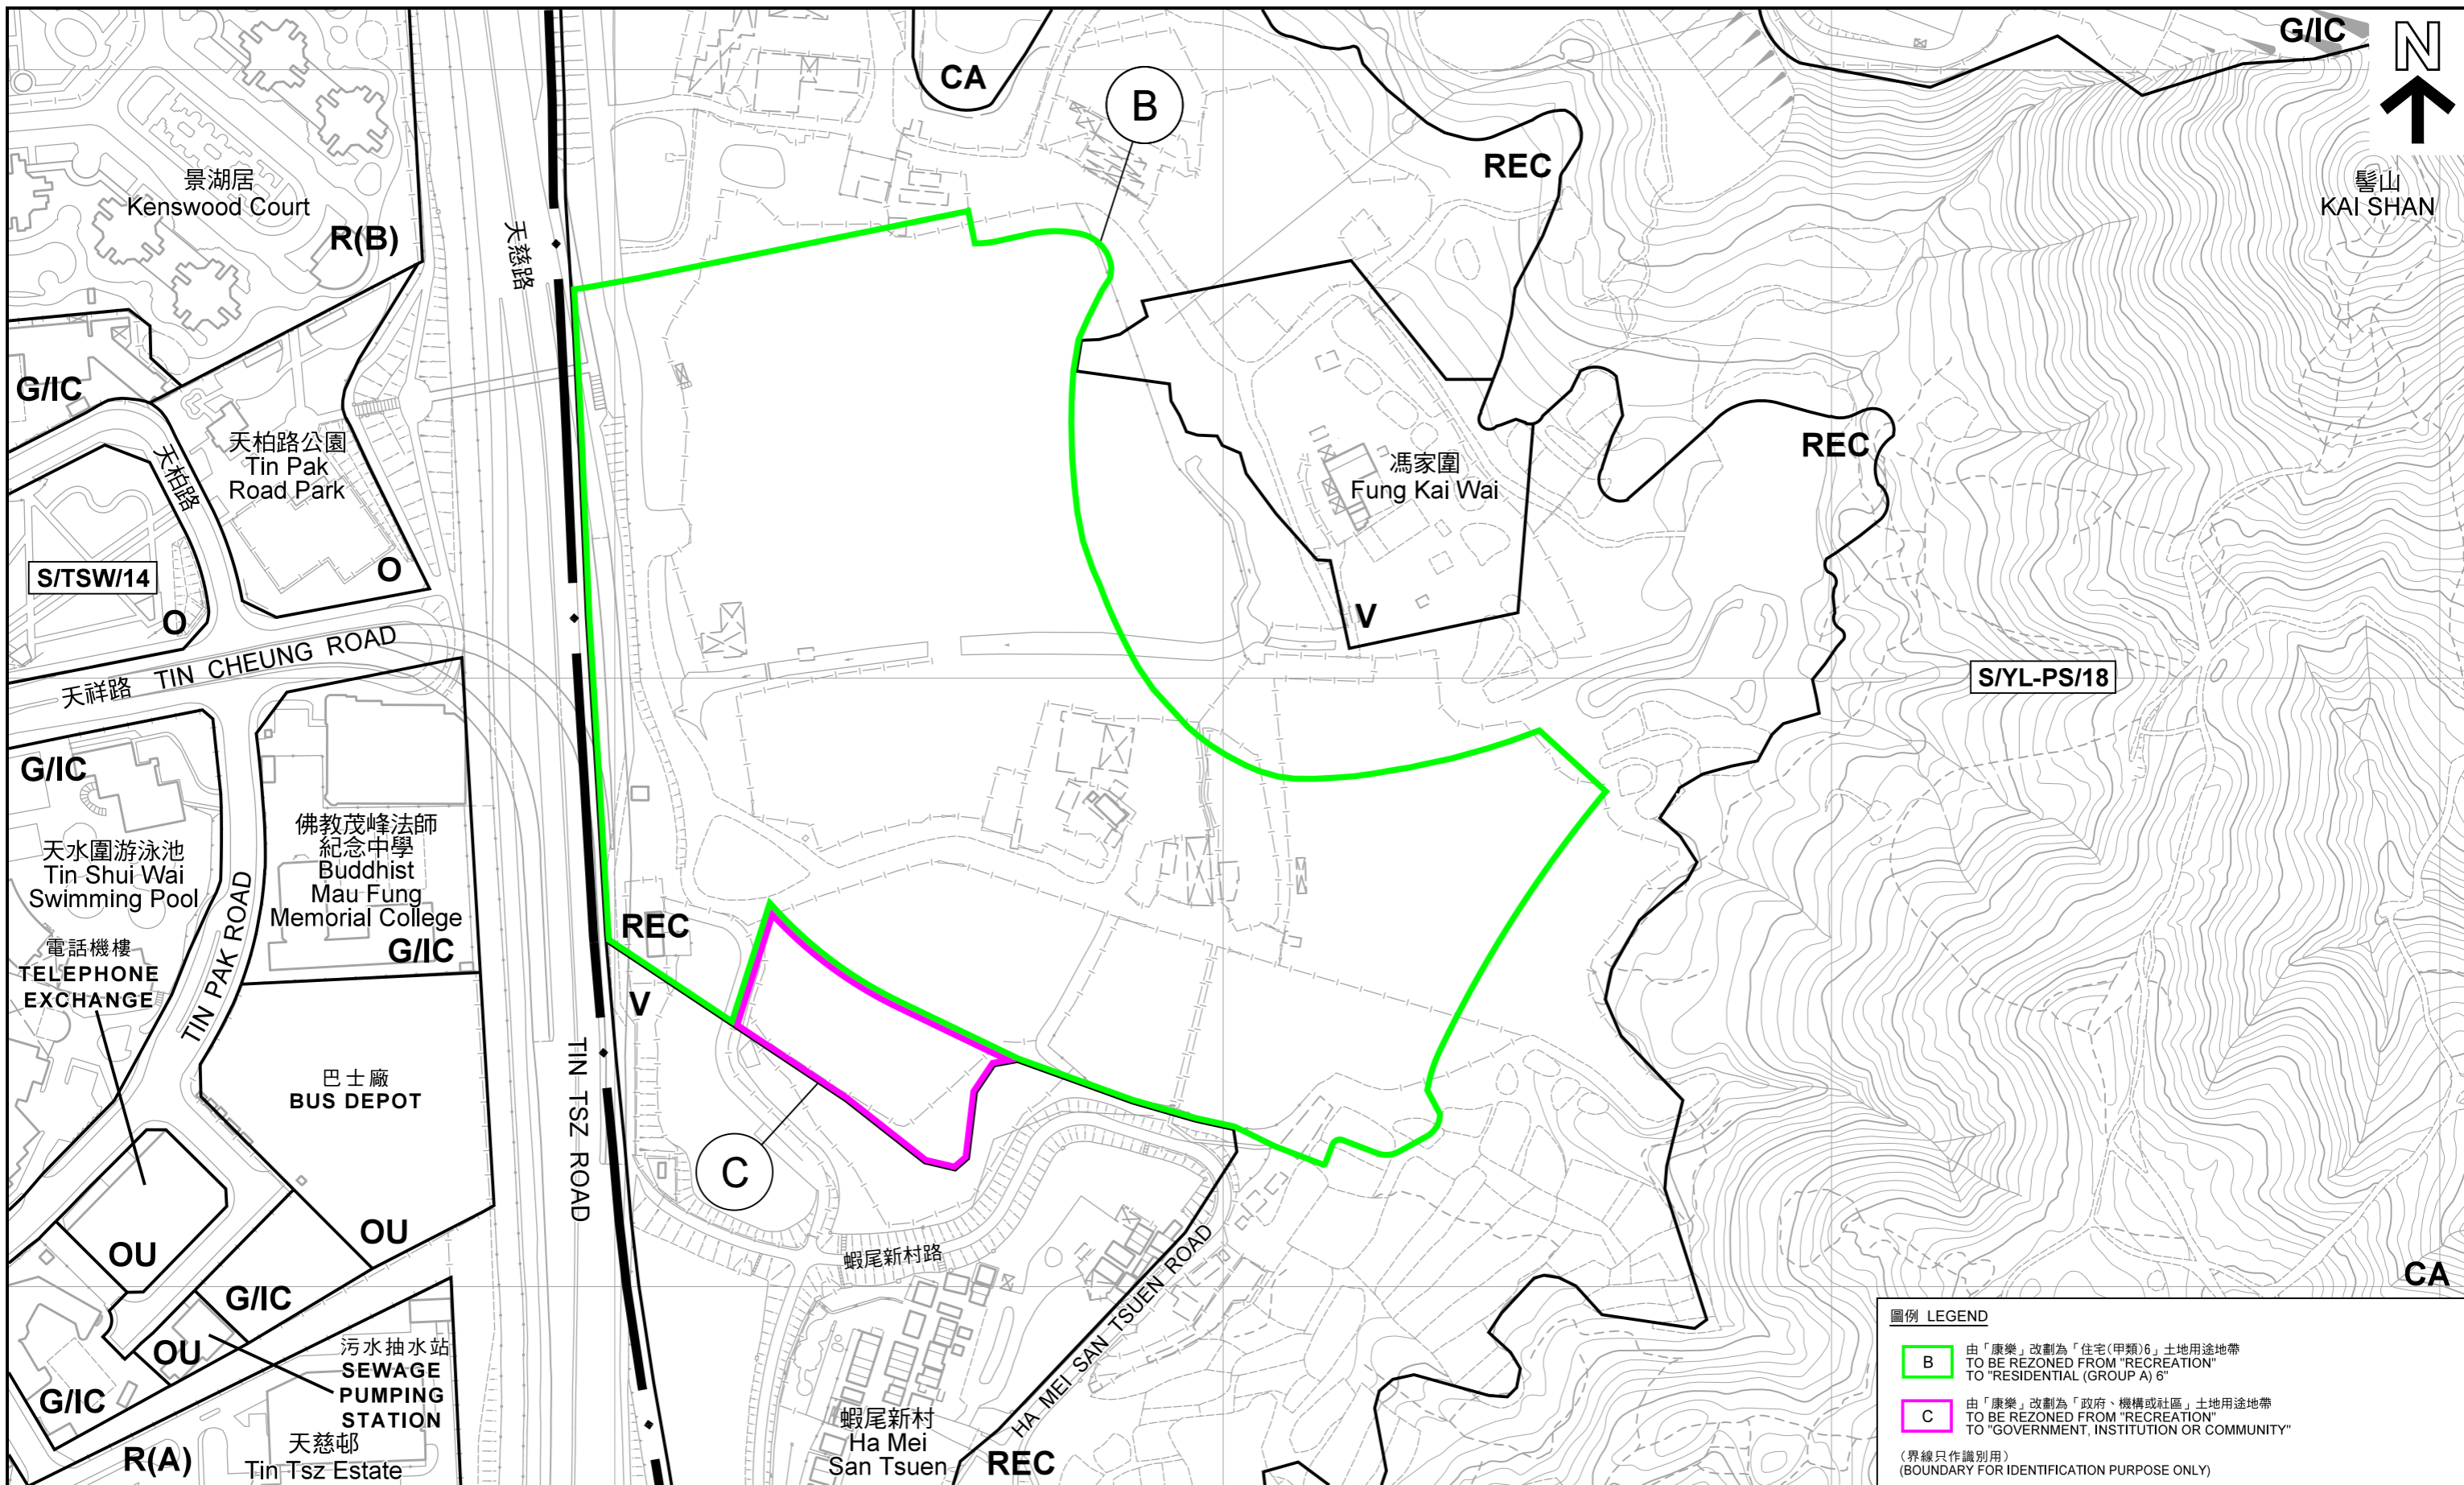 G/IC
N
CA
B
REC
景湖居
Kenswood Court
髻山
KAI SHAN
R(B)
天慈路
G/IC
天柏路公園
Tin Pak
Road Park
天柏路
REC
馮家圍
Fung Kai Wai
S/TSW/14
O
O
V
天祥路 TIN CHEUNG ROAD
S/YL-PS/18
G/IC
天水圍游泳池
Tin Shui Wai
Swimming Pool
佛教茂峰法師
紀念中學
Buddhist
Mau Fung
Memorial College
G/IC
TIN PAK ROAD
REC
電話機樓
TELEPHONE
EXCHANGE
V
巴士廠
BUS DEPOT
TIN TSZ ROAD
C
OU
OU
蝦尾新村路
HA MEI SAN TSUEN ROAD
CA
G/IC
OU
污水抽水站
SEWAGE
PUMPING
STATION
G/IC
R(A)
天慈邨
Tin Tsz Estate
蝦尾新村
Ha Mei
San Tsuen
REC
圖例 LEGEND
B
由「康樂」改劃為「住宅(甲類)6」土地用途地帶
TO BE REZONED FROM "RECREATION"
TO "RESIDENTIAL (GROUP A) 6"
C
由「康樂」改劃為「政府、機構或社區」土地用途地帶
TO BE REZONED FROM "RECREATION"
TO "GOVERNMENT, INSTITUTION OR COMMUNITY"
(界線只作識別用)
(BOUNDARY FOR IDENTIFICATION PURPOSE ONLY)